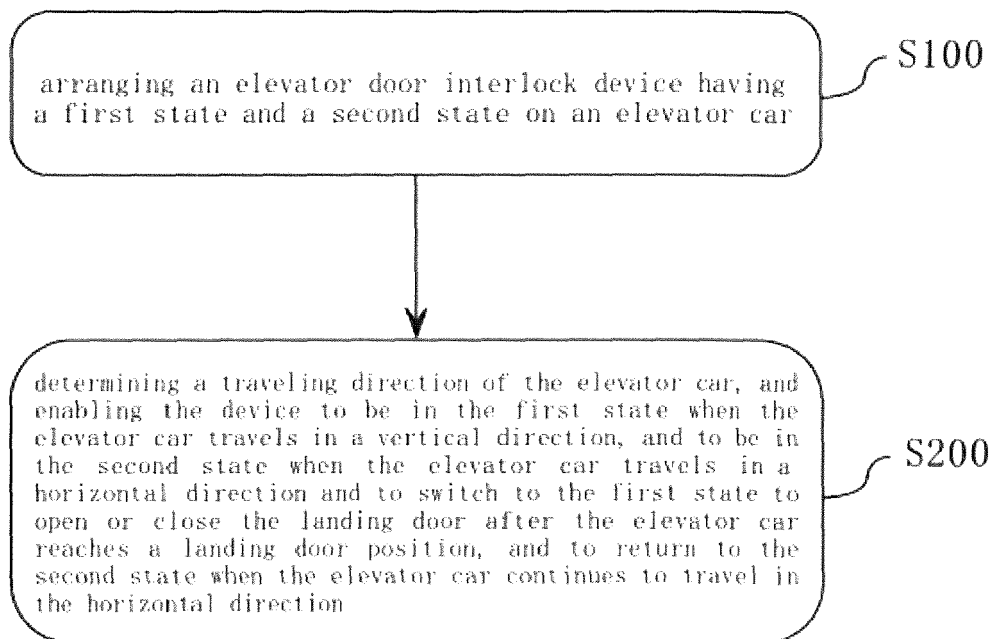 arranging an elevator door interlock device having
a first state and a second state on an elevator car
S100
determining a traveling direction of the elevator car, and
enabling the device to be in the first state when the
elevator car travels in a vertical direction, and to be in
the second state when the elevator car travels in a
horizontal direction and to switch to the first state to
open or close the landing door after the elevator car
reaches a landing door position, and to return to the
second state when the elevator car continues to travel in
the horizontal direction
S200